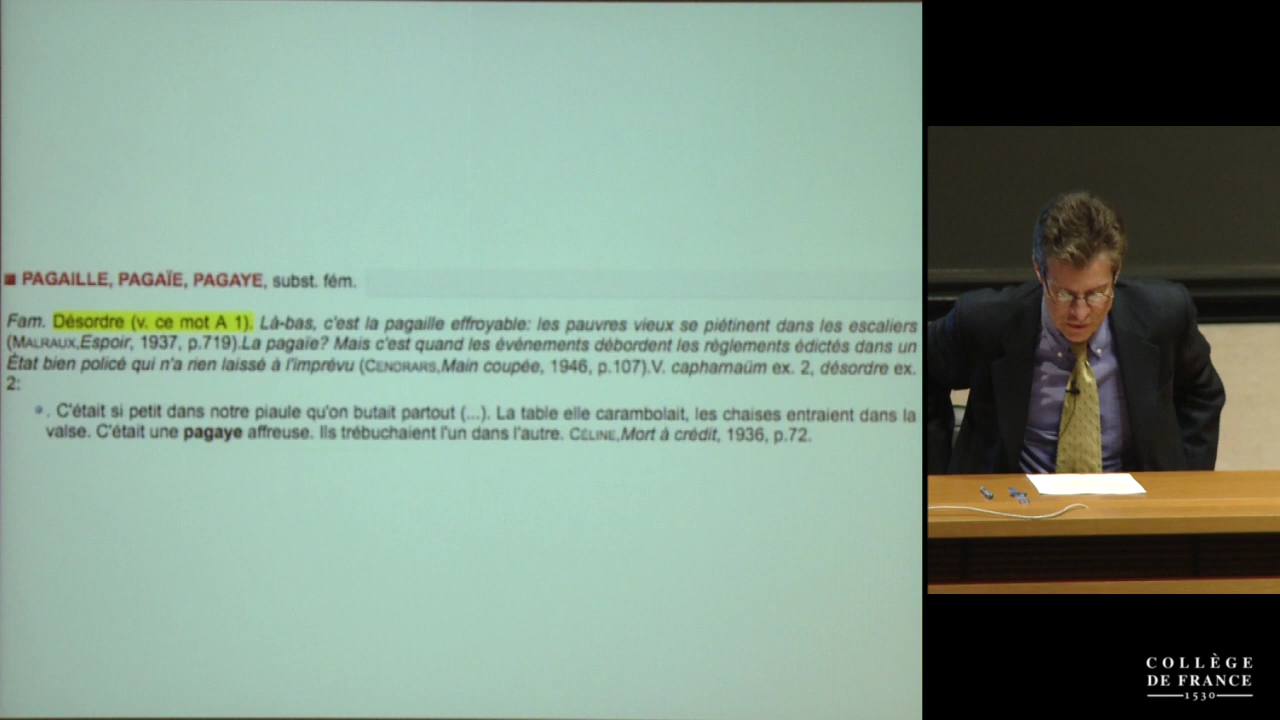 PAGAILLE, PAGAÏE, PAGAYE, subst. fém.
Fam. Désordre (v. ce mot A 1). Là-bas, c'est la pagaille effroyable: les pauvres vieux se piétinent dans les escaliers
(MALRAUX,Espoir, 1937, p.719).La pagaïe? Mais c'est quand les événements débordent les règlements édictés dans un
État bien policé qui n'a rien laissé à l'imprévu (CENDRARS,Main coupée, 1946, p.107).V. capharnaüm ex. 2, désordre ex.
2:
. C'était si petit dans notre piaule qu'on butait partout (...). La table elle carambolait, les chaises entraient dans la
valse. C'était une pagaye affreuse. Ils trébuchaient l'un dans l'autre. CÉLINE,Mort à crédit, 1936, p.72.
COLLÈGE
DE FRANCE
1530